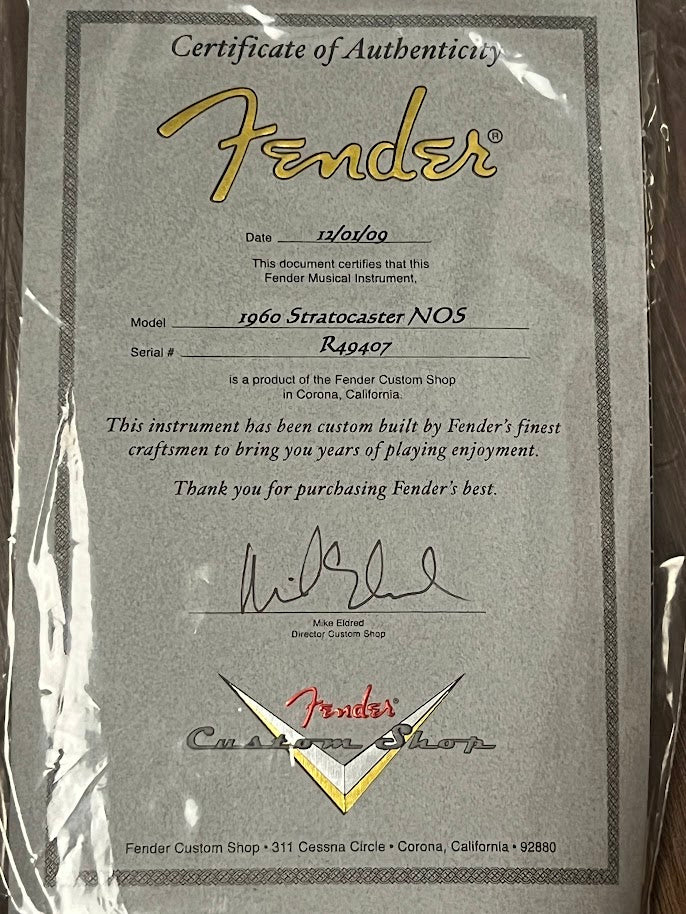 Certificate of Authenticity
Fender®
Date 12/01/09
This document certifies that this
Fender Musical Instrument,
Model 1960 Stratocaster NOS
Serial # R49407
is a product of the Fender Custom Shop
in Corona, California.
This instrument has been custom built by Fender's finest
craftsmen to bring you years of playing enjoyment.
Thank you for purchasing Fender's best.
Mike Eldred
Director Custom Shop
Fender®
Custom Shop
Fender Custom Shop • 311 Cessna Circle • Corona, California • 92880